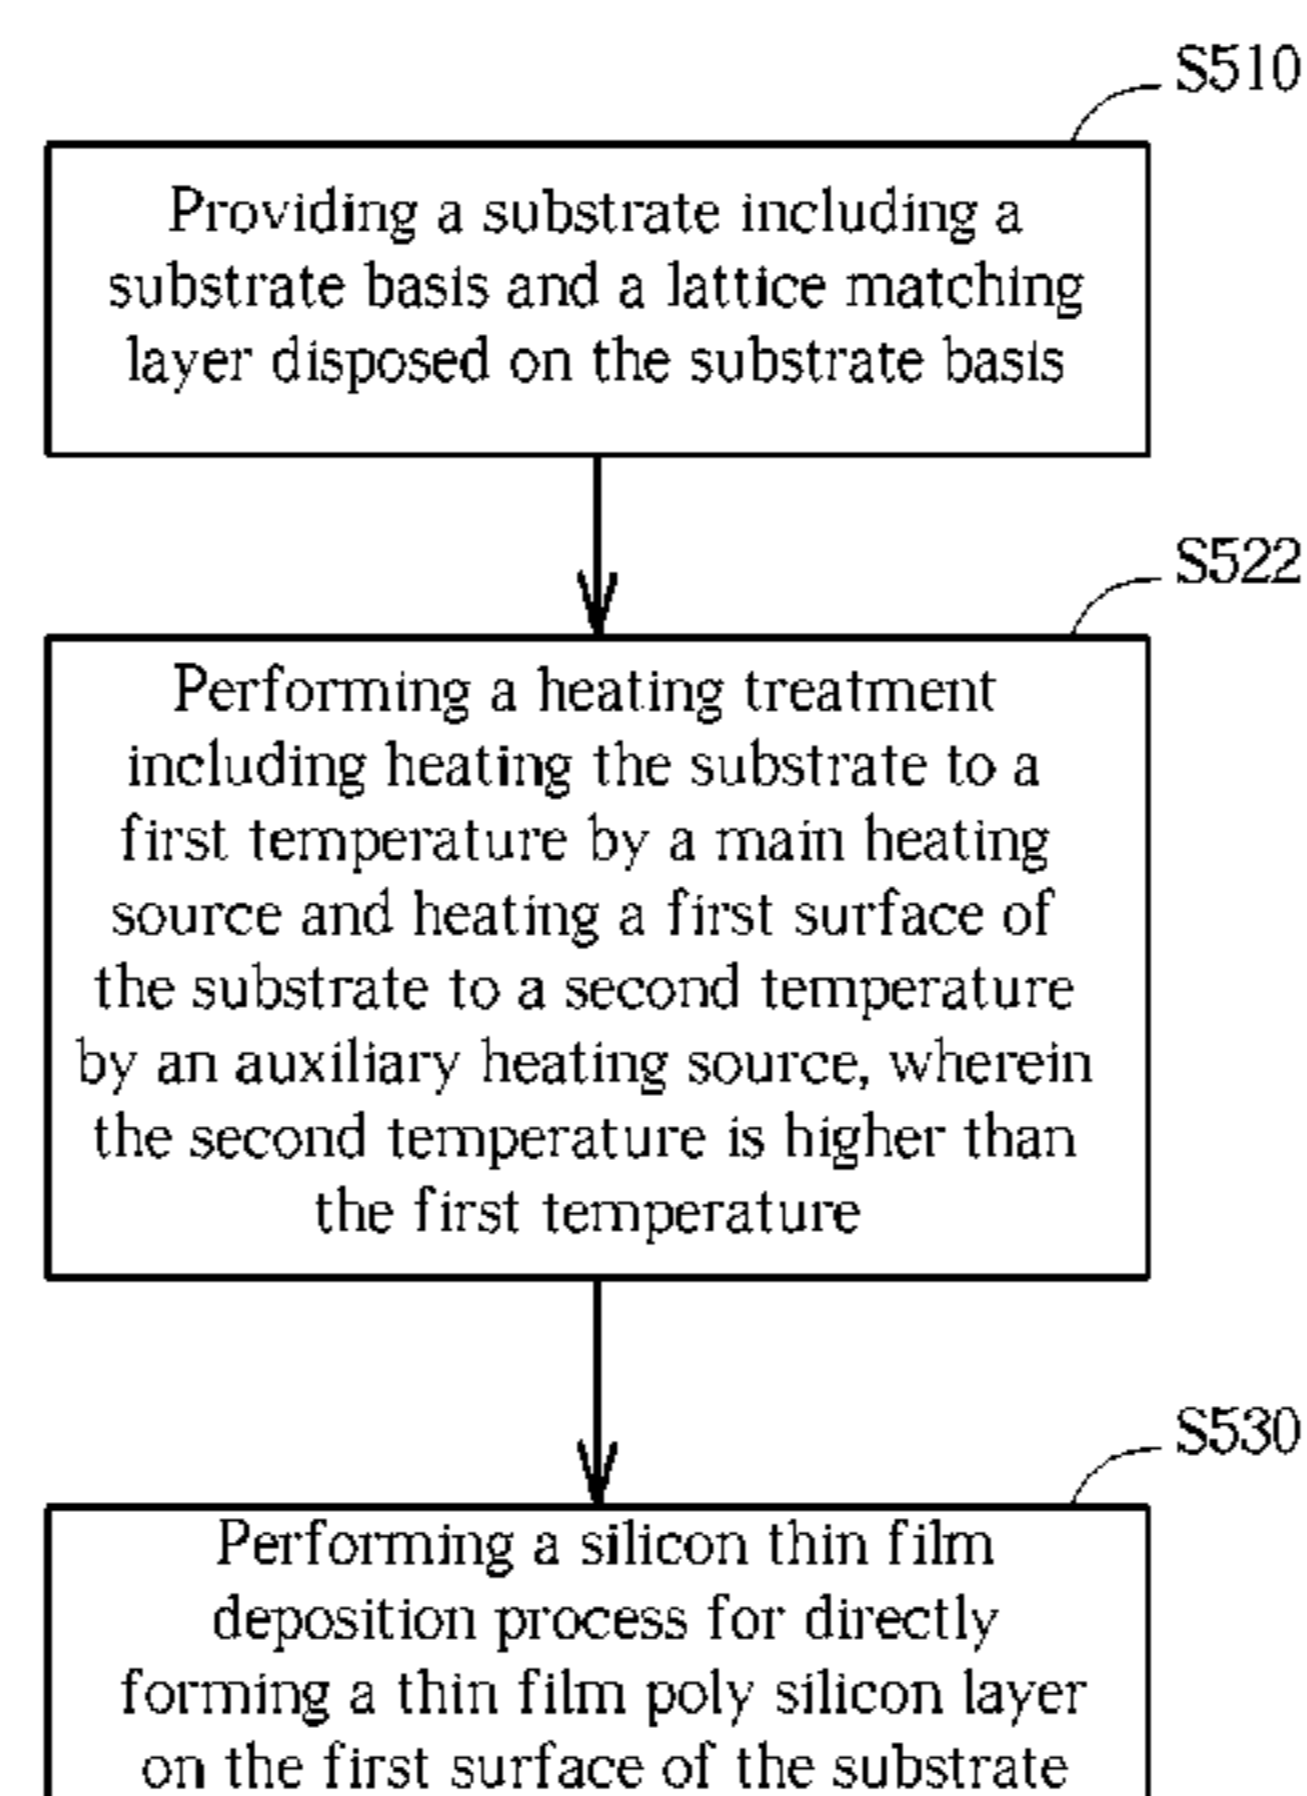 S510
Providing a substrate including a
substrate basis and a lattice matching
layer disposed on the substrate basis
S522
Performing a heating treatment
including heating the substrate to a
first temperature by a main heating
source and heating a first surface of
the substrate to a second temperature
by an auxiliary heating source, wherein
the second temperature is higher than
the first temperature
S530
Performing a silicon thin film
deposition process for directly
forming a thin film poly silicon layer
on the first surface of the substrate